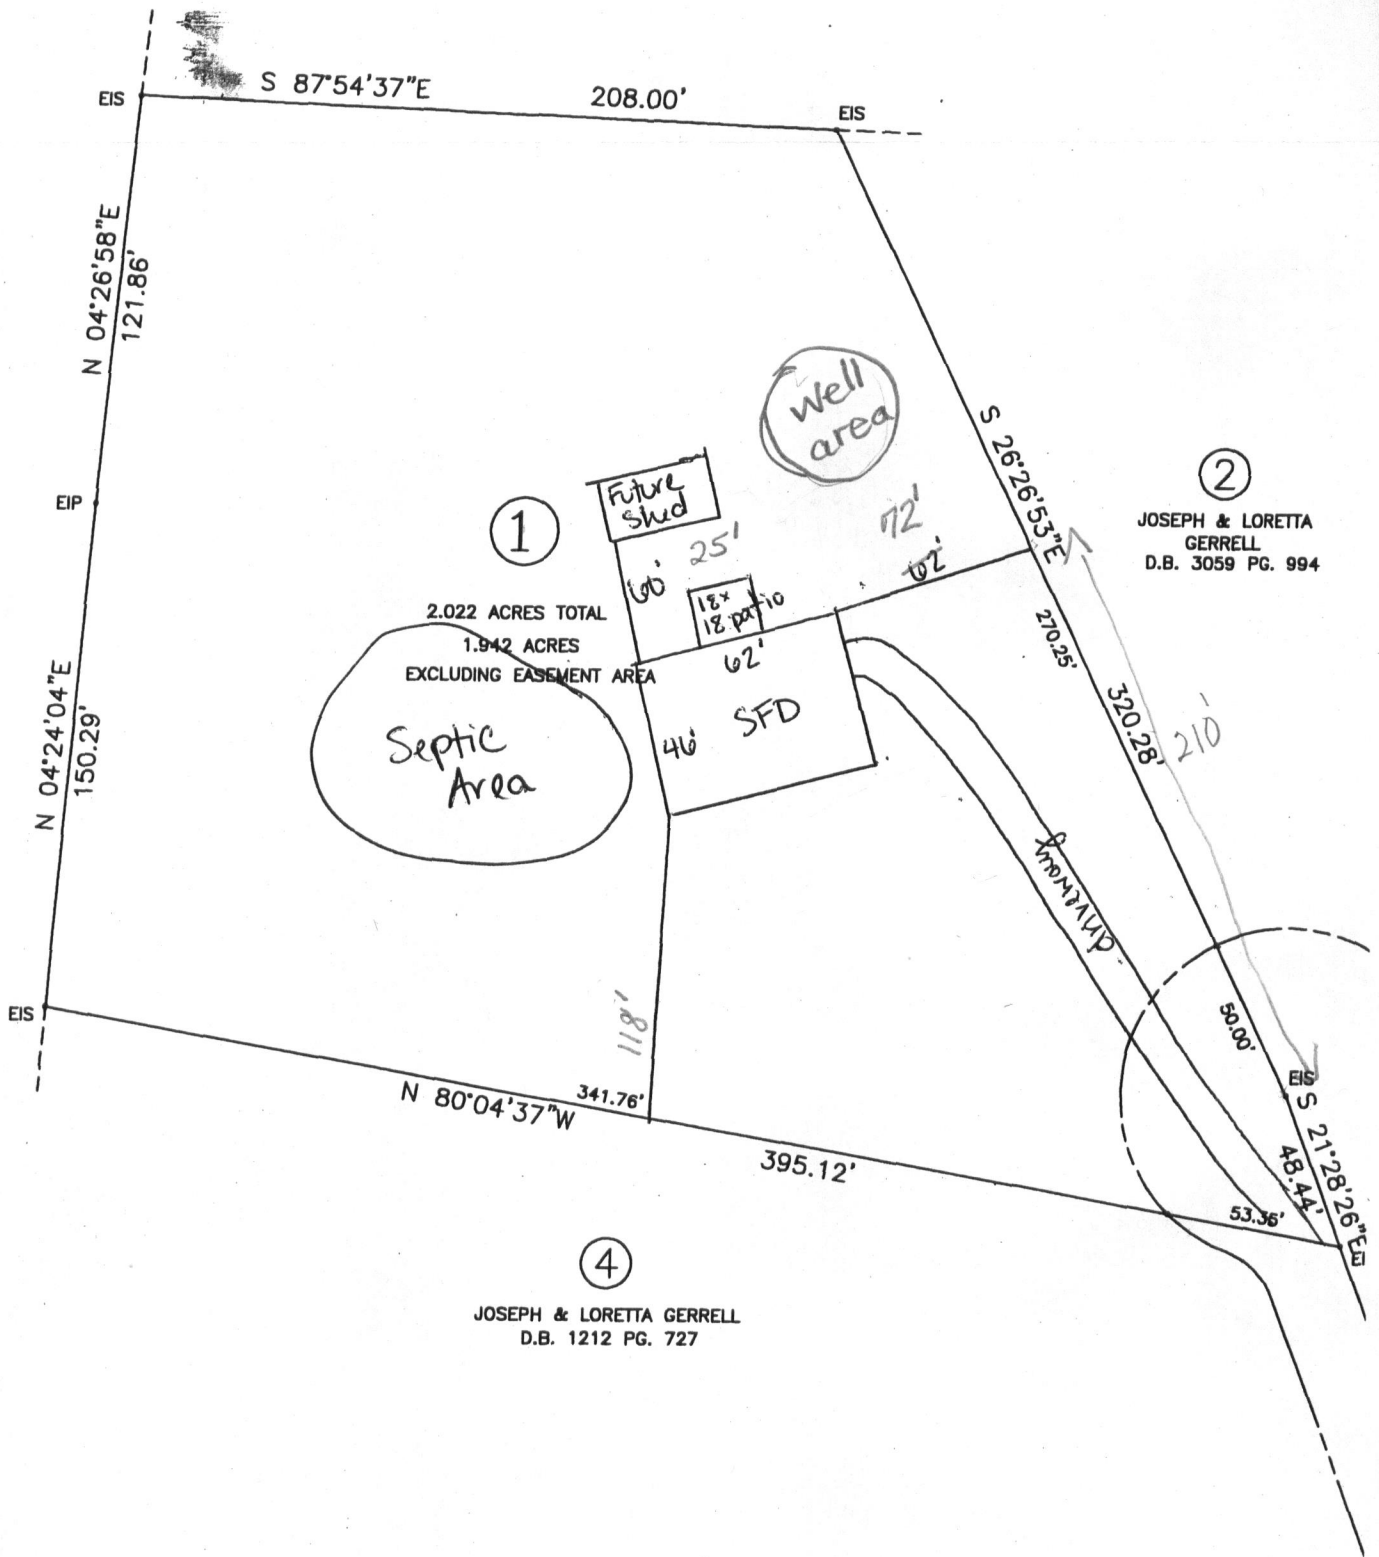 S 87°54'37"E 208.00'
EIS
EIS
N 04°26'58"E
121.86'
Well
area
S 26°26'53"E
2
JOSEPH & LORETTA
GERRELL
D.B. 3059 PG. 994
EIP
1
Future
Shed
25'
72'
62'
60'
18x
18 patio
2.022 ACRES TOTAL
1.942 ACRES
EXCLUDING EASEMENT AREA
62'
270.25'
320.28'
210'
N 04°24'04"E
150.29'
Septic
Area
46'
SFD
driveway
EIS
118'
50.00'
EIS
N 80°04'37"W
341.76'
395.12'
S 21°28'26"E
48.44'
53.36'
4
JOSEPH & LORETTA GERRELL
D.B. 1212 PG. 727